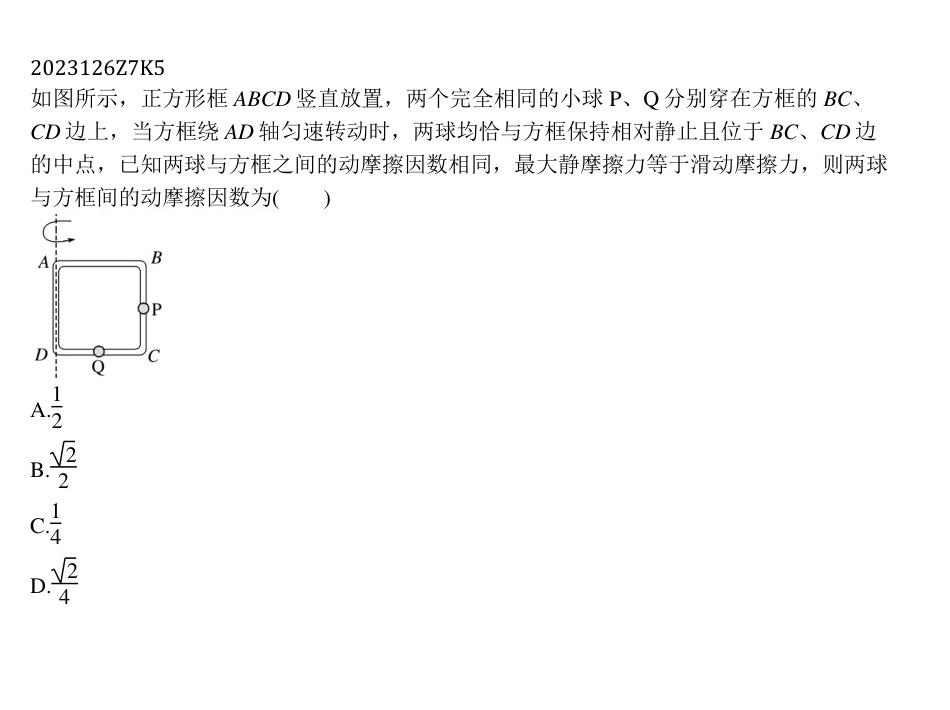 2023126Z7K5
如图所示，正方形框 ABCD 竖直放置，两个完全相同的小球 P、Q 分别穿在方框的 BC、
CD 边上，当方框绕 AD 轴匀速转动时，两球均恰与方框保持相对静止且位于 BC、CD 边
的中点，已知两球与方框之间的动摩擦因数相同，最大静摩擦力等于滑动摩擦力，则两球
与方框间的动摩擦因数为(　　)
A B
P
D C
Q
A.1/2
B.√2/2
C.1/4
D.√2/4